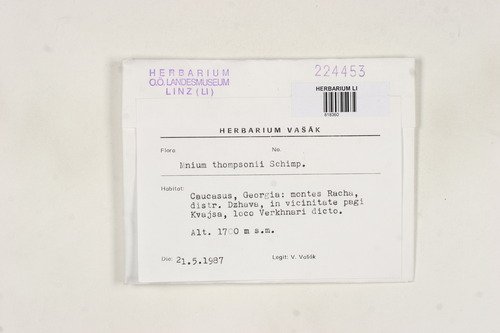 HERBARIUM
O.Ö. LANDESMUSEUM
LINZ (LI)
224453
HERBARIUM LI
HERBARIUM VAŠÁK
Flora No.
Mnium thompsonii Schimp.
Habitat:
Caucasus, Georgia: montes Racha,
distr. Dzhava, in vicinitate pagi
Kvajsa, loco Verkhnari dicto.
Alt. 1700 m s.m.
Die: 21.5.1987 Legit: V. Vašák